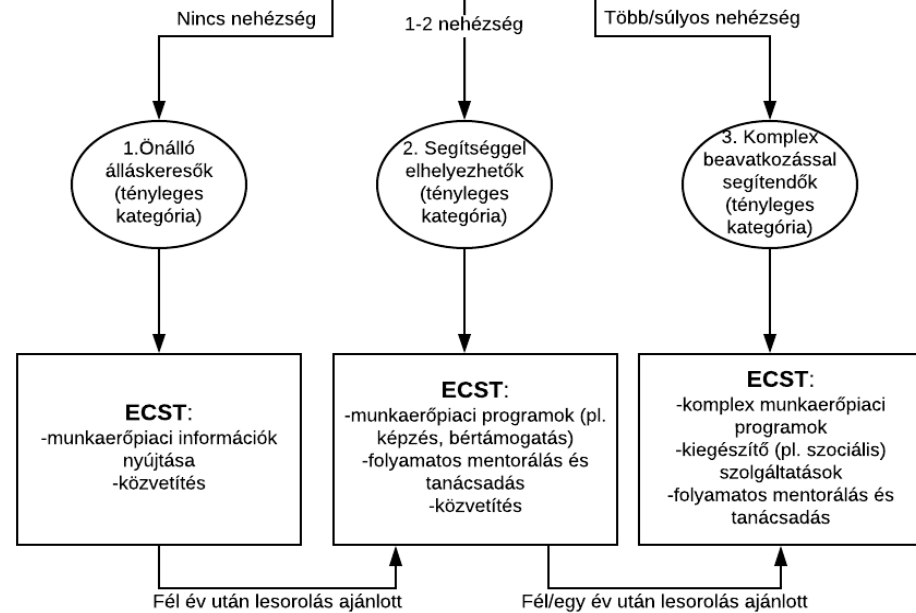 Nincs nehézség
1-2 nehézség
Több/súlyos nehézség
1.Önálló
álláskeresők
(tényleges
kategória)
2. Segítséggel
elhelyezhetők
(tényleges
kategória)
3. Komplex
beavatkozással
segítendők
(tényleges
kategória)
ECST:
-munkaerőpiaci információk
nyújtása
-közvetítés
ECST:
-munkaerőpiaci programok (pl.
képzés, bértámogatás)
-folyamatos mentorálás és
tanácsadás
-közvetítés
ECST:
-komplex munkaerőpiaci
programok
-kiegészítő (pl. szociális)
szolgáltatások
-folyamatos mentorálás és
tanácsadás
Fél év után lesorolás ajánlott
Fél/egy év után lesorolás ajánlott